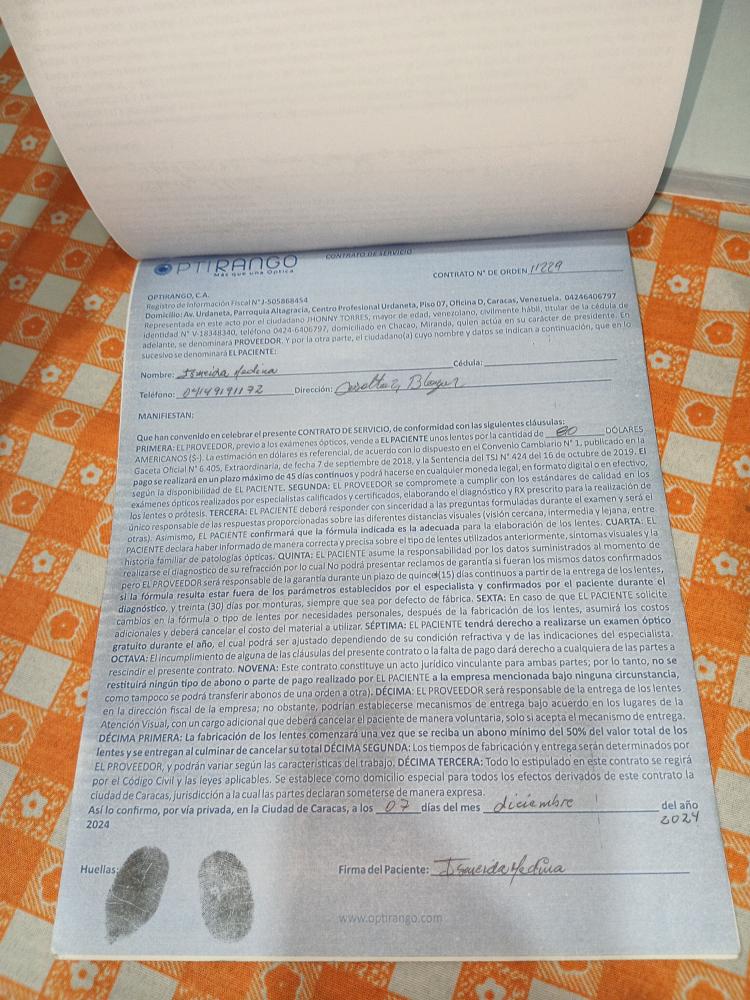 OPTIRANGO
Más que una Óptica
CONTRATO DE SERVICIO
CONTRATO N° DE ORDEN 11229
OPTIRANGO, C.A.
Registro de Información Fiscal N° J-505868454
Domicilio: Av. Urdaneta, Parroquia Altagracia, Centro Profesional Urdaneta, Piso 07, Oficina D, Caracas, Venezuela. 04246406797
Representada en este acto por el ciudadano JHONNY TORRES, mayor de edad, venezolano, civilmente hábil, titular de la cédula de
identidad N° V-18348340, teléfono 0424-6406797, domiciliado en Chacao, Miranda, quien actúa en su carácter de presidente. En
adelante, se denominará PROVEEDOR. Y por la otra parte, el ciudadano(a) cuyo nombre y datos se indican a continuación, que en lo
sucesivo se denominará EL PACIENTE:
Nombre: Ismeida Medina Cédula:
Teléfono: 04149191172 Dirección:
MANIFIESTAN:
Que han convenido en celebrar el presente CONTRATO DE SERVICIO, de conformidad con las siguientes cláusulas:
PRIMERA: EL PROVEEDOR, previo a los exámenes ópticos, vende a EL PACIENTE unos lentes por la cantidad de 80 DÓLARES
AMERICANOS ($-). La estimación en dólares es referencial, de acuerdo con lo dispuesto en el Convenio Cambiario N° 1, publicado en la
Gaceta Oficial N° 6.405, Extraordinaria, de fecha 7 de septiembre de 2018, y la Sentencia del TSJ N° 424 del 16 de octubre de 2019. El
pago se realizará en un plazo máximo de 45 días continuos y podrá hacerse en cualquier moneda legal, en formato digital o en efectivo,
según la disponibilidad de EL PACIENTE. SEGUNDA: EL PROVEEDOR se compromete a cumplir con los estándares de calidad en los
exámenes ópticos realizados por especialistas calificados y certificados, elaborando el diagnóstico y RX prescrito para la realización de
los lentes o prótesis. TERCERA: EL PACIENTE deberá responder con sinceridad a las preguntas formuladas durante el examen y será el
único responsable de las respuestas proporcionadas sobre las diferentes distancias visuales (visión cercana, intermedia y lejana, entre
otras). Asimismo, EL PACIENTE confirmará que la fórmula indicada es la adecuada para la elaboración de los lentes. CUARTA: EL
PACIENTE declara haber informado de manera correcta y precisa sobre el tipo de lentes utilizados anteriormente, síntomas visuales y la
historia familiar de patologías ópticas. QUINTA: EL PACIENTE asume la responsabilidad por los datos suministrados al momento de
realizarse el diagnostico de su refracción por lo cual No podrá presentar reclamos de garantía si fueran los mismos datos confirmados
pero EL PROVEEDOR será responsable de la garantía durante un plazo de quince(15) días continuos a partir de la entrega de los lentes,
si la fórmula resulta estar fuera de los parámetros establecidos por el especialista y confirmados por el paciente durante el
diagnóstico, y treinta (30) días por monturas, siempre que sea por defecto de fábrica. SEXTA: En caso de que EL PACIENTE solicite
cambios en la fórmula o tipo de lentes por necesidades personales, después de la fabricación de los lentes, asumirá los costos
adicionales y deberá cancelar el costo del material a utilizar. SÉPTIMA: EL PACIENTE tendrá derecho a realizarse un examen óptico
gratuito durante el año, el cual podrá ser ajustado dependiendo de su condición refractiva y de las indicaciones del especialista.
OCTAVA: El incumplimiento de alguna de las cláusulas del presente contrato o la falta de pago dará derecho a cualquiera de las partes a
rescindir el presente contrato. NOVENA: Este contrato constituye un acto jurídico vinculante para ambas partes; por lo tanto, no se
restituirá ningún tipo de abono o parte de pago realizado por EL PACIENTE a la empresa mencionada bajo ninguna circunstancia,
como tampoco se podrá transferir abonos de una orden a otra). DÉCIMA: EL PROVEEDOR será responsable de la entrega de los lentes
en la dirección fiscal de la empresa; no obstante, podrían establecerse mecanismos de entrega bajo acuerdo en los lugares de la
Atención Visual, con un cargo adicional que deberá cancelar el paciente de manera voluntaria, solo si acepta el mecanismo de entrega.
DÉCIMA PRIMERA: La fabricación de los lentes comenzará una vez que se reciba un abono mínimo del 50% del valor total de los
lentes y se entregan al culminar de cancelar su total DÉCIMA SEGUNDA: Los tiempos de fabricación y entrega serán determinados por
EL PROVEEDOR, y podrán variar según las características del trabajo. DÉCIMA TERCERA: Todo lo estipulado en este contrato se regirá
por el Código Civil y las leyes aplicables. Se establece como domicilio especial para todos los efectos derivados de este contrato la
ciudad de Caracas, jurisdicción a la cual las partes declaran someterse de manera expresa.
Así lo confirmo, por vía privada, en la Ciudad de Caracas, a los 07 días del mes diciembre del año
2024 2024
Huellas: Firma del Paciente: Ismeida Medina
www.optirango.com